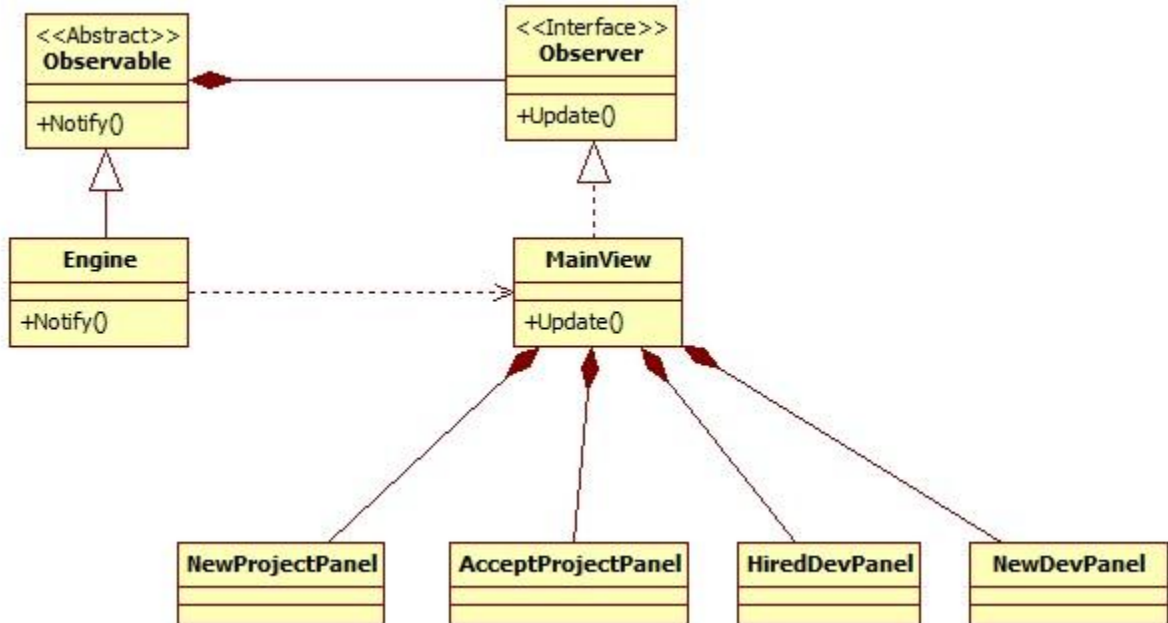 <<Abstract>>
Observable
+Notify()
<<Interface>>
Observer
+Update()
Engine
+Notify()
MainView
+Update()
NewProjectPanel
AcceptProjectPanel
HiredDevPanel
NewDevPanel